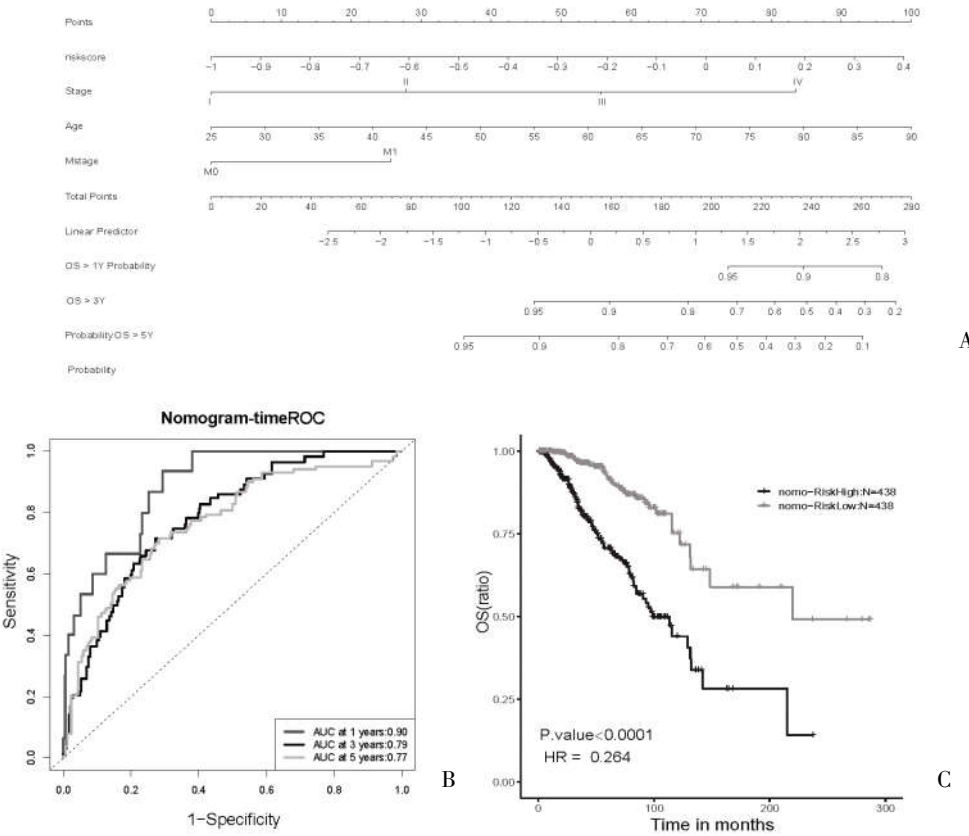 Points 0 10 20 30 40 50 60 70 80 90 100
riskscore -1 -0.9 -0.8 -0.7 -0.6 -0.5 -0.4 -0.3 -0.2 -0.1 0 0.1 0.2 0.3 0.4
Stage I II III IV
Age 25 30 35 40 45 50 55 60 65 70 75 80 85 90
Mstage M0 M1
Total Points 0 20 40 60 80 100 120 140 160 180 200 220 240 260 280
Linear Predictor -2.5 -2 -1.5 -1 -0.5 0 0.5 1 1.5 2 2.5 3
OS > 1Y Probability 0.95 0.9 0.8
OS > 3Y 0.95 0.9 0.8 0.7 0.6 0.5 0.4 0.3 0.2
Probability OS > 5Y 0.95 0.9 0.8 0.7 0.6 0.5 0.4 0.3 0.2 0.1
Probability
A
Nomogram-timeROC
Sensitivity
1.0
0.8
0.6
0.4
0.2
0.0
AUC at 1 years:0.90
AUC at 3 years:0.79
AUC at 5 years:0.77
0.0 0.2 0.4 0.6 0.8 1.0
1-Specificity
B
OS(ratio)
1.00
0.75
0.50
0.25
0.00
nomo-RiskHigh:N=438
nomo-RiskLow:N=438
P.value<0.0001
HR = 0.264
0 100 200 300
Time in months
C